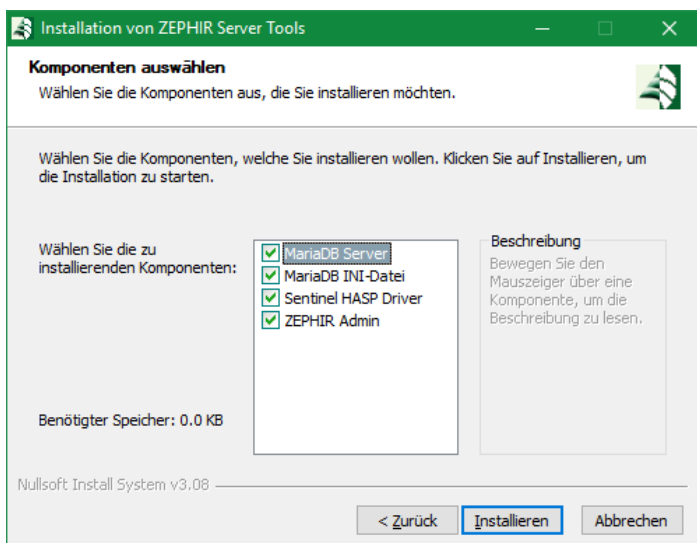 Installation von ZEPHIR Server Tools
Komponenten auswählen
Wählen Sie die Komponenten aus, die Sie installieren möchten.
Wählen Sie die Komponenten, welche Sie installieren wollen. Klicken Sie auf Installieren, um
die Installation zu starten.
Wählen Sie die zu
installierenden Komponenten:
MariaDB Server
MariaDB INI-Datei
Sentinel HASP Driver
ZEPHIR Admin
Beschreibung
Bewegen Sie den
Mauszeiger über eine
Komponente, um die
Beschreibung zu lesen.
Benötigter Speicher: 0.0 KB
Nullsoft Install System v3.08
< Zurück
Installieren
Abbrechen